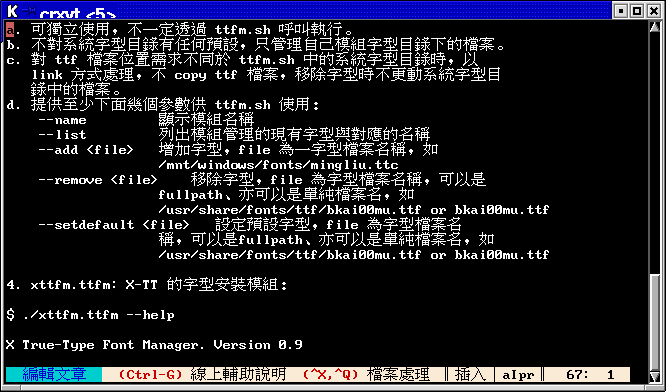 crxvt <5>
a. 可獨立使用，不一定透過 ttfm.sh 呼叫執行。
b. 不對系統字型目錄有任何預設，只管理自己模組字型目錄下的檔案。
c. 對 ttf 檔案位置需求不同於 ttfm.sh 中的系統字型目錄時，以
link 方式處理，不 copy ttf 檔案，移除字型時不更動系統字型目
錄中的檔案。
d. 提供至少下面幾個參數供 ttfm.sh 使用：
--name 顯示模組名稱
--list 列出模組管理的現有字型與對應的名稱
--add <file> 增加字型，file 為一字型檔案名稱，如
/mnt/windows/fonts/mingliu.ttc
--remove <file> 移除字型，file 為字型檔案名稱，可以是
fullpath、亦可以是單純檔案名，如
/usr/share/fonts/ttf/bkai00mu.ttf or bkai00mu.ttf
--setdefault <file> 設定預設字型，file 為字型檔案名
稱，可以是fullpath、亦可以是單純檔案名，如
/usr/share/fonts/ttf/bkai00mu.ttf or bkai00mu.ttf
4. xttfm.ttfm: X-TT 的字型安裝模組：
$ ./xttfm.ttfm --help
X True-Type Font Manager. Version 0.9
編輯文章 (Ctrl-G) 線上輔助說明 (^X,^Q) 檔案處理 ║插入│aIpr║ 67: 1